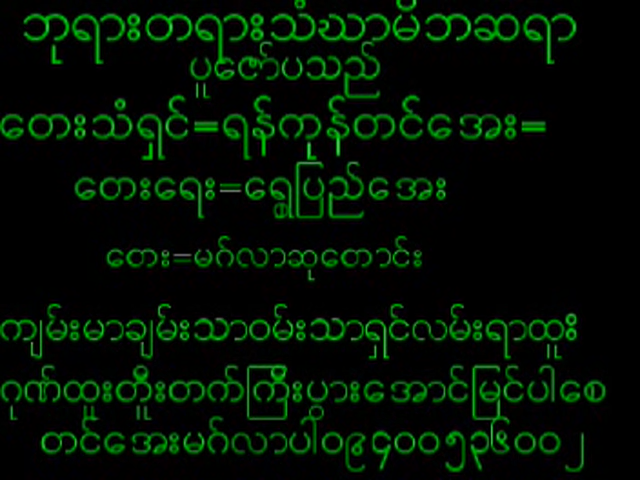 ဘုရားတရားသံဃာမိဘဆရာ
ပူဇော်ပသည်
တေးသံရှင်=ရန်ကုန်တင်အေး=
တေးရေး=ရွှေပြည်အေး
တေး=မင်္ဂလာဆုတောင်း
ကျမ်းမာချမ်းသာဝမ်းသာရှင်လမ်းရာထူး
ဂုဏ်ထူးတိုးတက်ကြီးပွားအောင်မြင်ပါစေ
တင်အေးမင်္ဂလာပါ၀၉၄၀၀၅၃၆၀၀၂